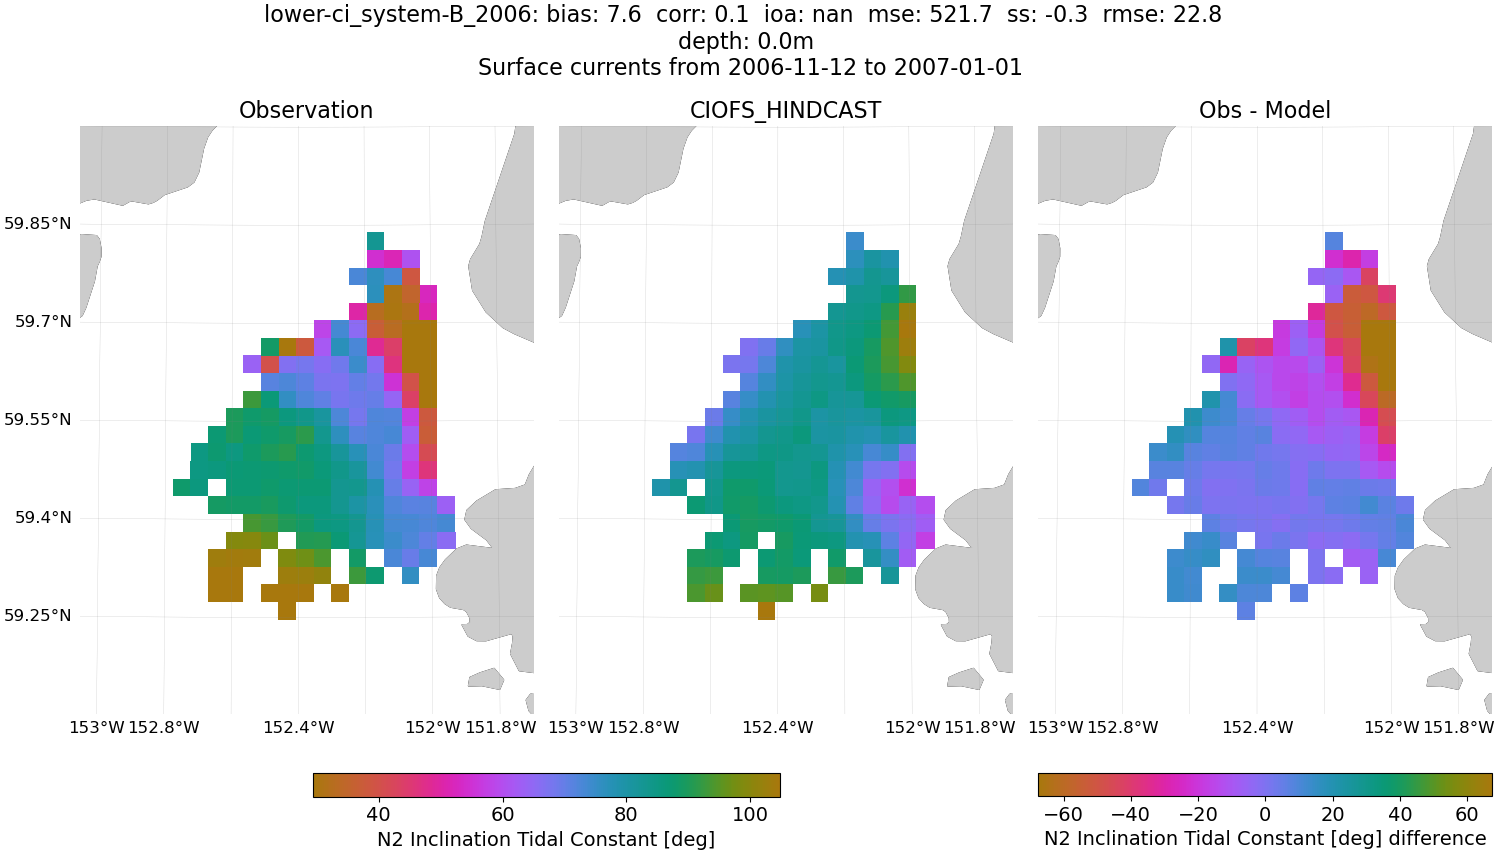 lower-ci_system-B_2006: bias: 7.6  corr: 0.1  ioa: nan  mse: 521.7  ss: -0.3  rmse: 22.8
depth: 0.0m
Surface currents from 2006-11-12 to 2007-01-01
Observation
CIOFS_HINDCAST
Obs - Model
59.85°N
59.7°N
59.55°N
59.4°N
59.25°N
153°W 152.8°W 152.4°W 152°W 151.8°W
153°W 152.8°W 152.4°W 152°W 151.8°W
153°W 152.8°W 152.4°W 152°W 151.8°W
40 60 80 100
N2 Inclination Tidal Constant [deg]
−60 −40 −20 0 20 40 60
N2 Inclination Tidal Constant [deg] difference